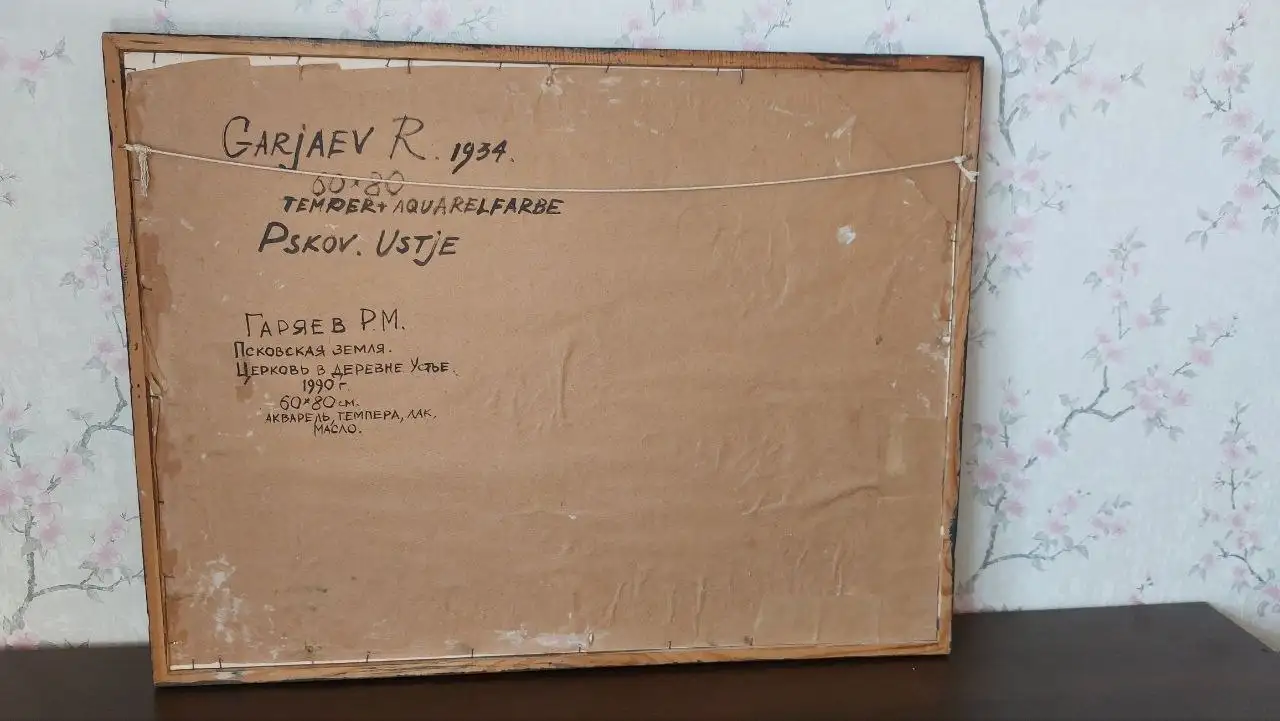 GARjAEV R. 1934.
60×80
TEMPER+AQUARELFARBE
PSKOV. USTjE
ГАРЯЕВ Р.М.
ПСКОВСКАЯ ЗЕМЛЯ.
ЦЕРКОВЬ В ДЕРЕВНЕ УСТЬЕ.
1990 г.
60×80 см.
АКВАРЕЛЬ, ТЕМПЕРА, ЛАК,
МАСЛО.